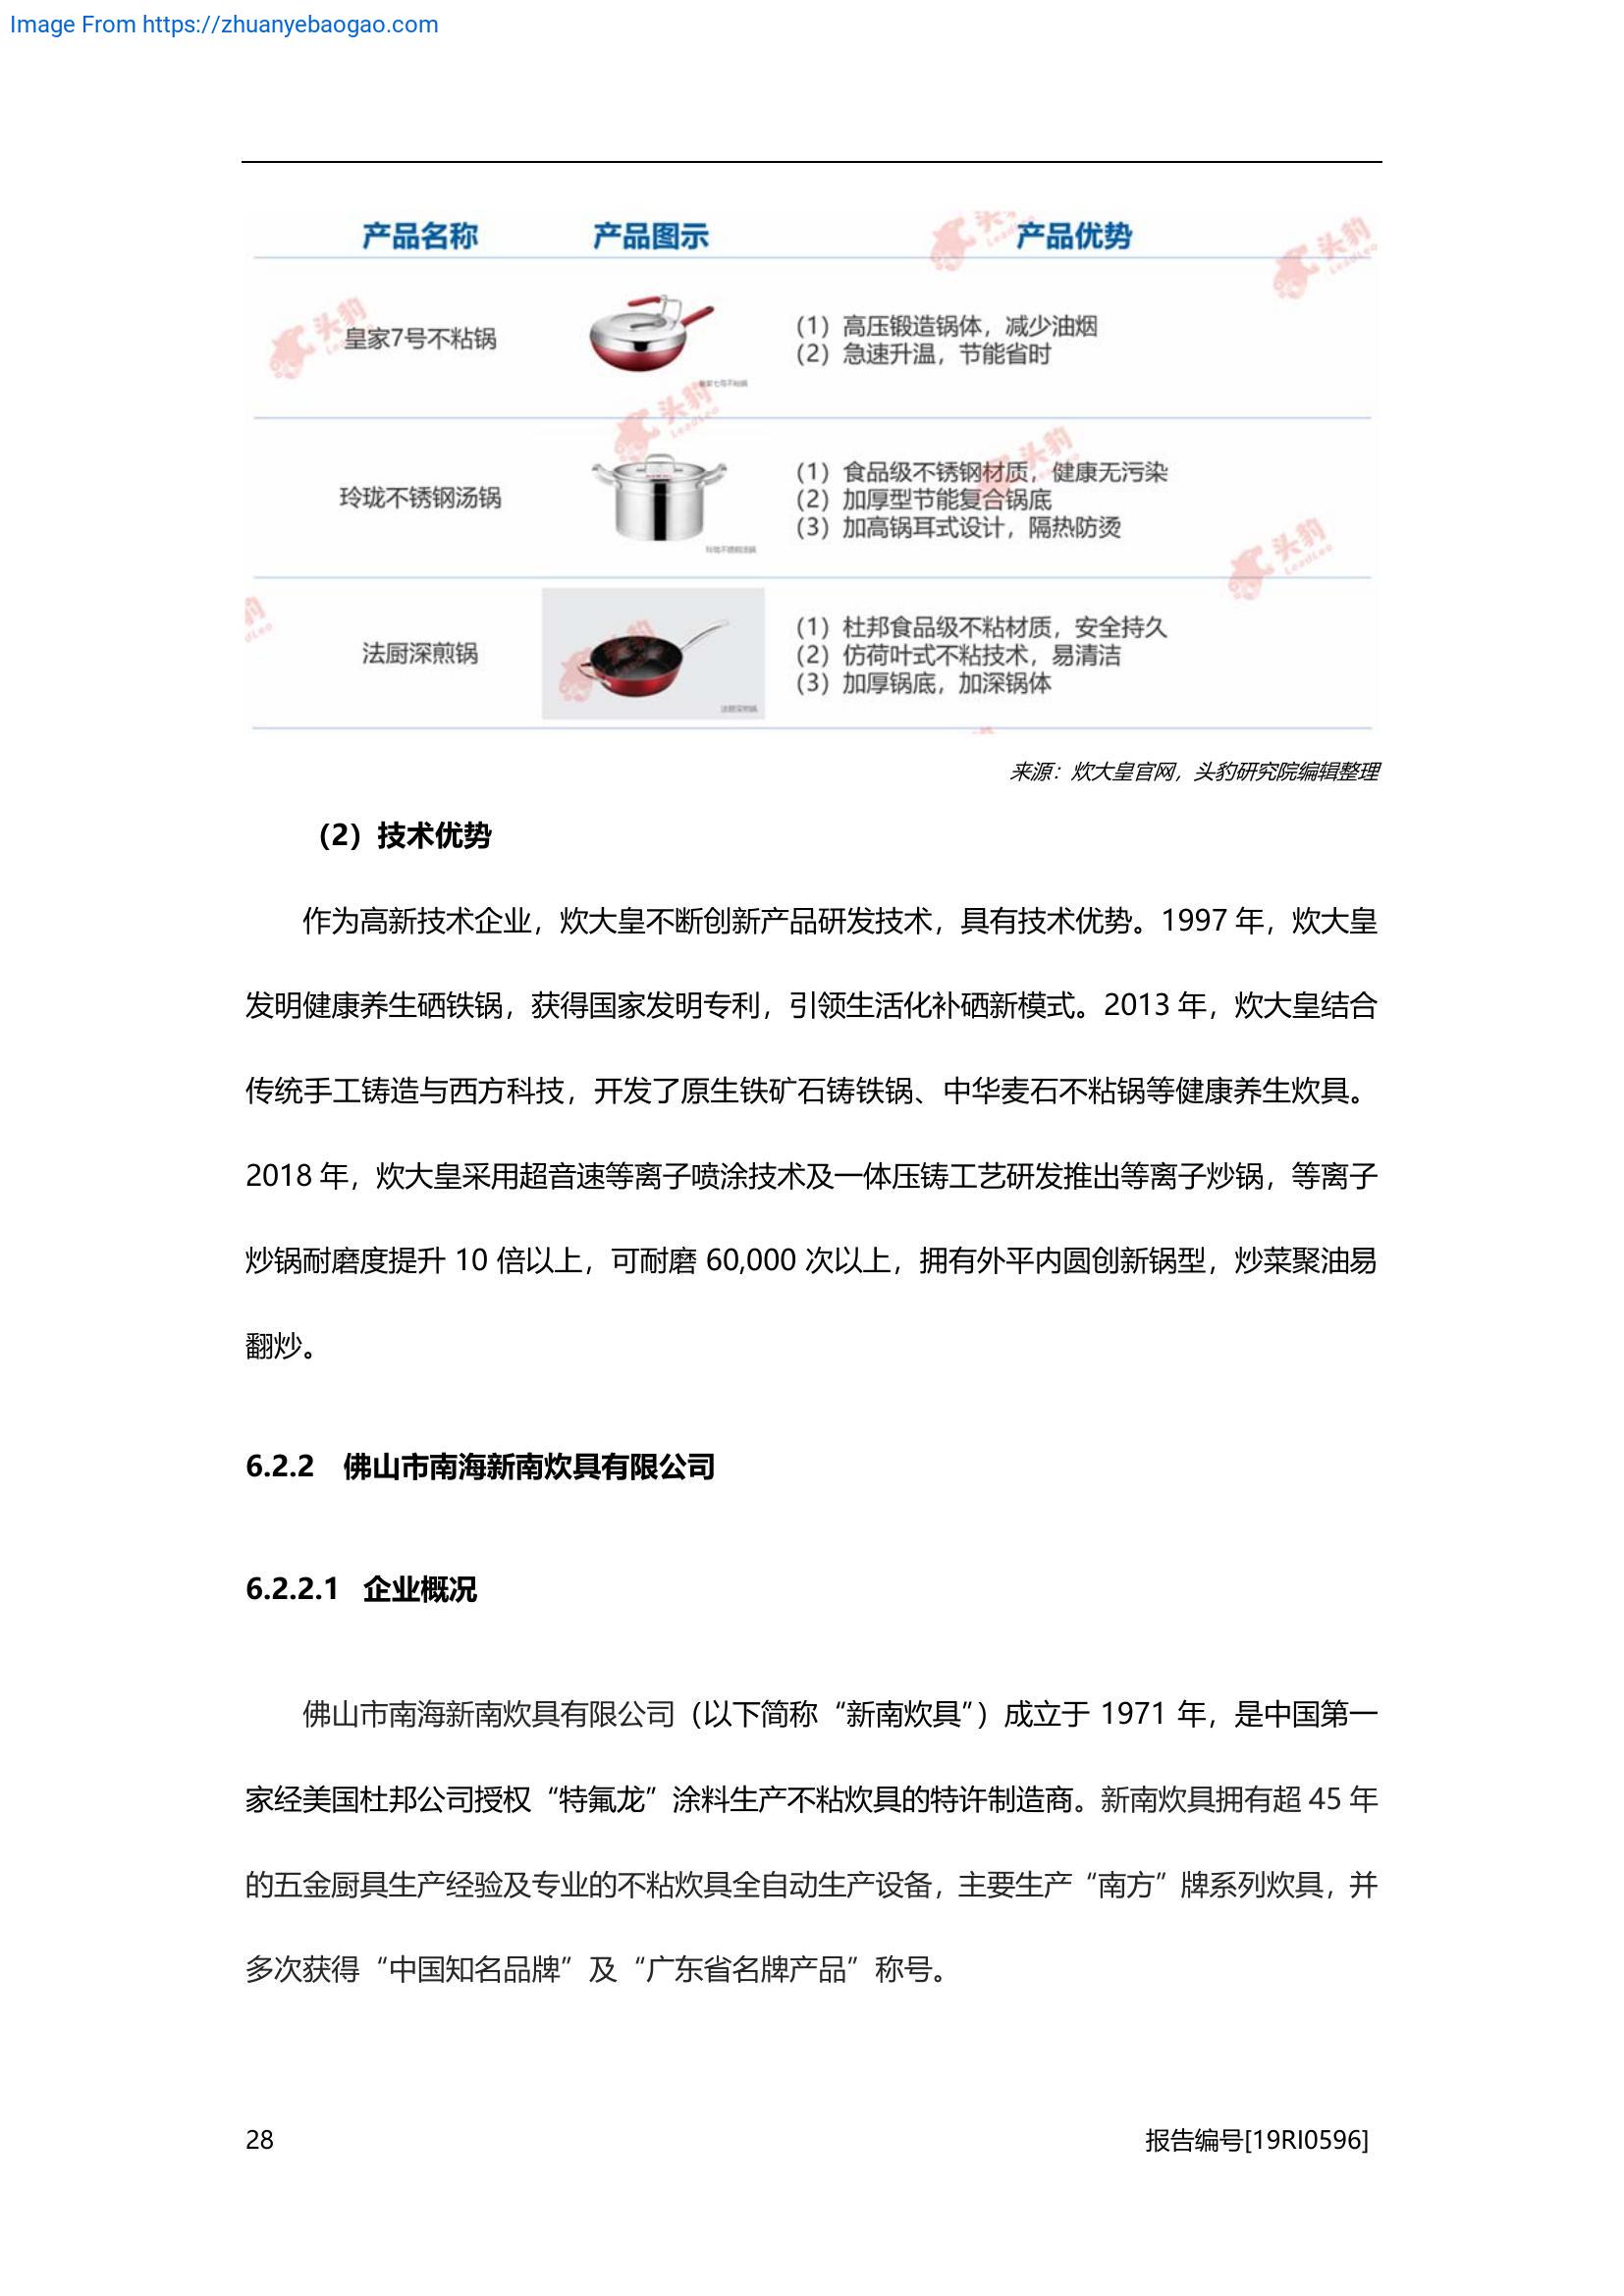 Image From https://zhuanyebaogao.com
产品名称 产品图示 产品优势
皇家7号不粘锅
（1）高压锻造锅体，减少油烟
（2）急速升温，节能省时
玲珑不锈钢汤锅
玲珑不锈钢汤锅
（1）食品级不锈钢材质，健康无污染
（2）加厚型节能复合锅底
（3）加高锅耳式设计，隔热防烫
法厨深煎锅
法厨深煎锅
（1）杜邦食品级不粘材质，安全持久
（2）仿荷叶式不粘技术，易清洁
（3）加厚锅底，加深锅体
头豹
LeadLeo
来源：炊大皇官网，头豹研究院编辑整理
（2）技术优势
作为高新技术企业，炊大皇不断创新产品研发技术，具有技术优势。1997 年，炊大皇
发明健康养生硒铁锅，获得国家发明专利，引领生活化补硒新模式。2013 年，炊大皇结合
传统手工铸造与西方科技，开发了原生铁矿石铸铁锅、中华麦石不粘锅等健康养生炊具。
2018 年，炊大皇采用超音速等离子喷涂技术及一体压铸工艺研发推出等离子炒锅，等离子
炒锅耐磨度提升 10 倍以上，可耐磨 60,000 次以上，拥有外平内圆创新锅型，炒菜聚油易
翻炒。
6.2.2 佛山市南海新南炊具有限公司
6.2.2.1 企业概况
佛山市南海新南炊具有限公司（以下简称“新南炊具”）成立于 1971 年，是中国第一
家经美国杜邦公司授权“特氟龙”涂料生产不粘炊具的特许制造商。新南炊具拥有超 45 年
的五金厨具生产经验及专业的不粘炊具全自动生产设备，主要生产“南方”牌系列炊具，并
多次获得“中国知名品牌”及“广东省名牌产品”称号。
28 报告编号[19RI0596]